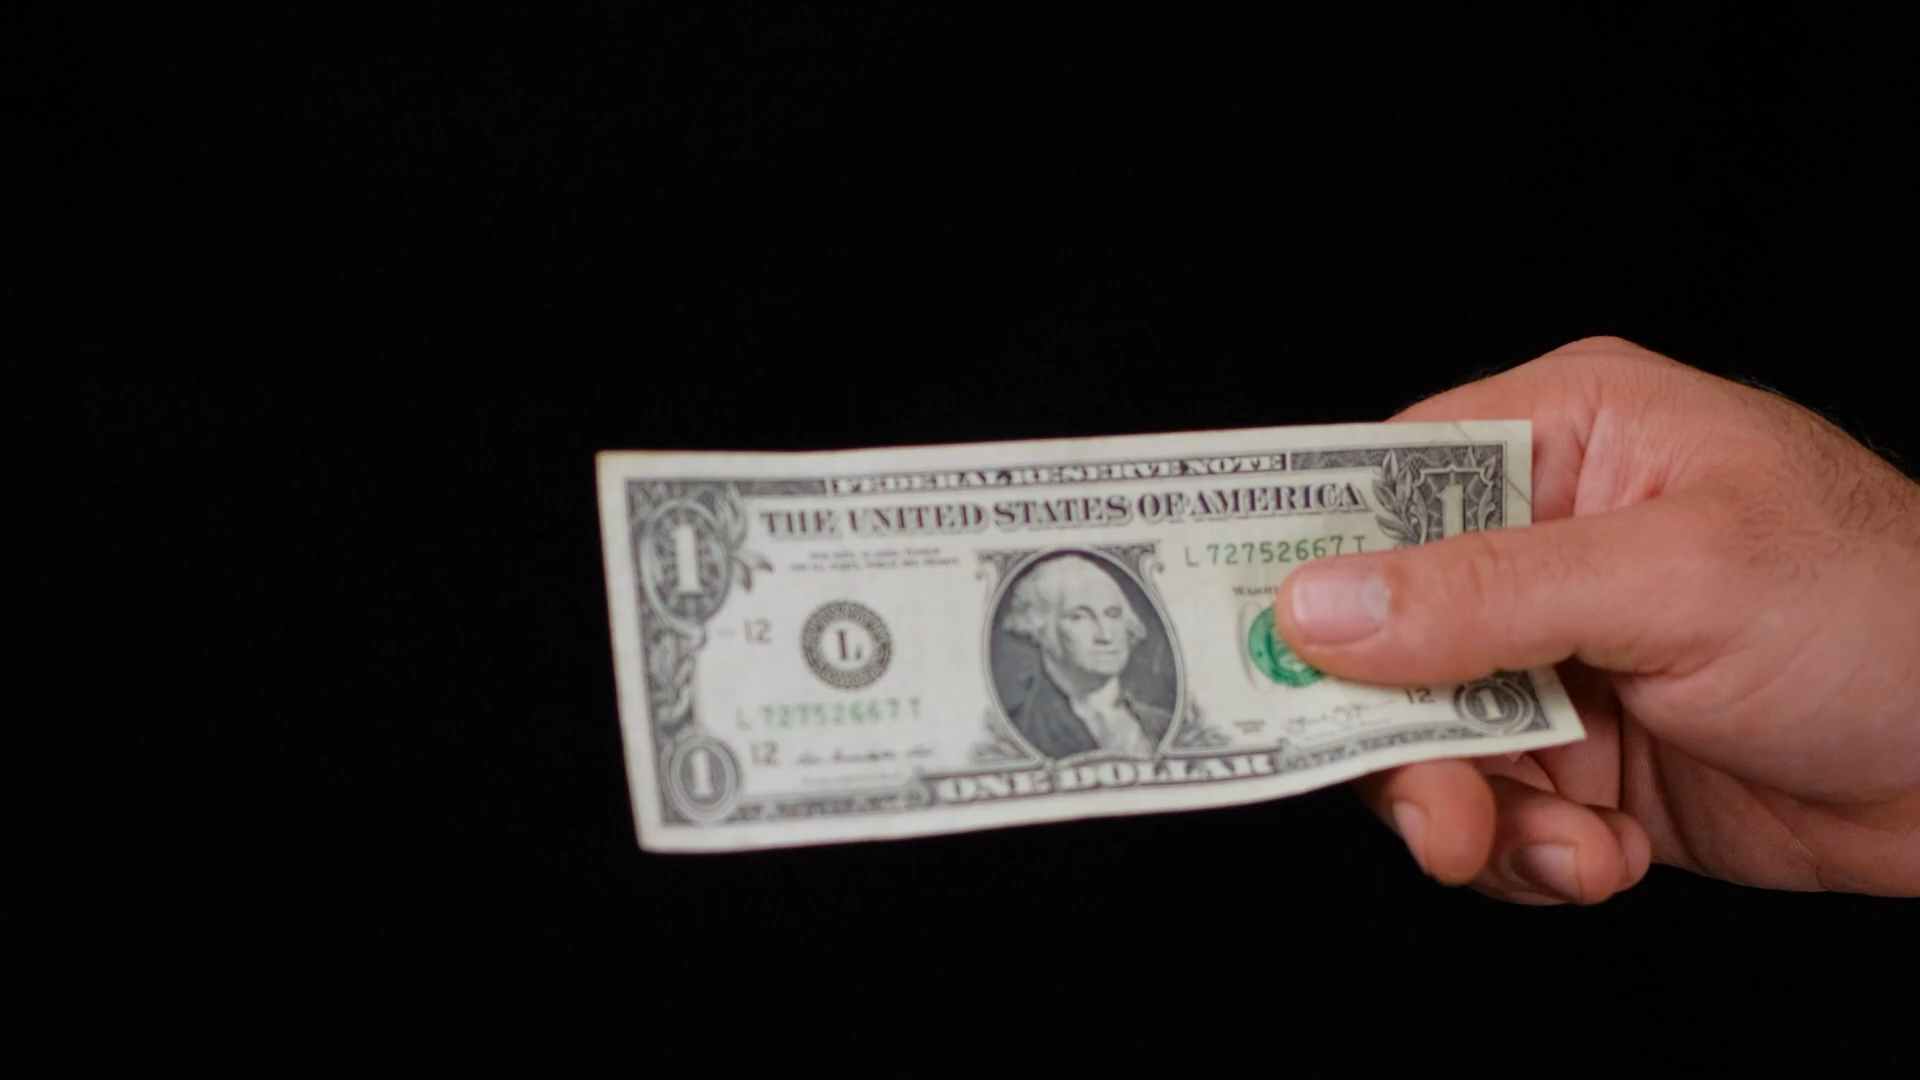 FEDERAL RESERVE NOTE
THE UNITED STATES OF AMERICA
1
1
L 72752667 I
12
L
L 72752667 I
12
12
1
ONE DOLLAR
1